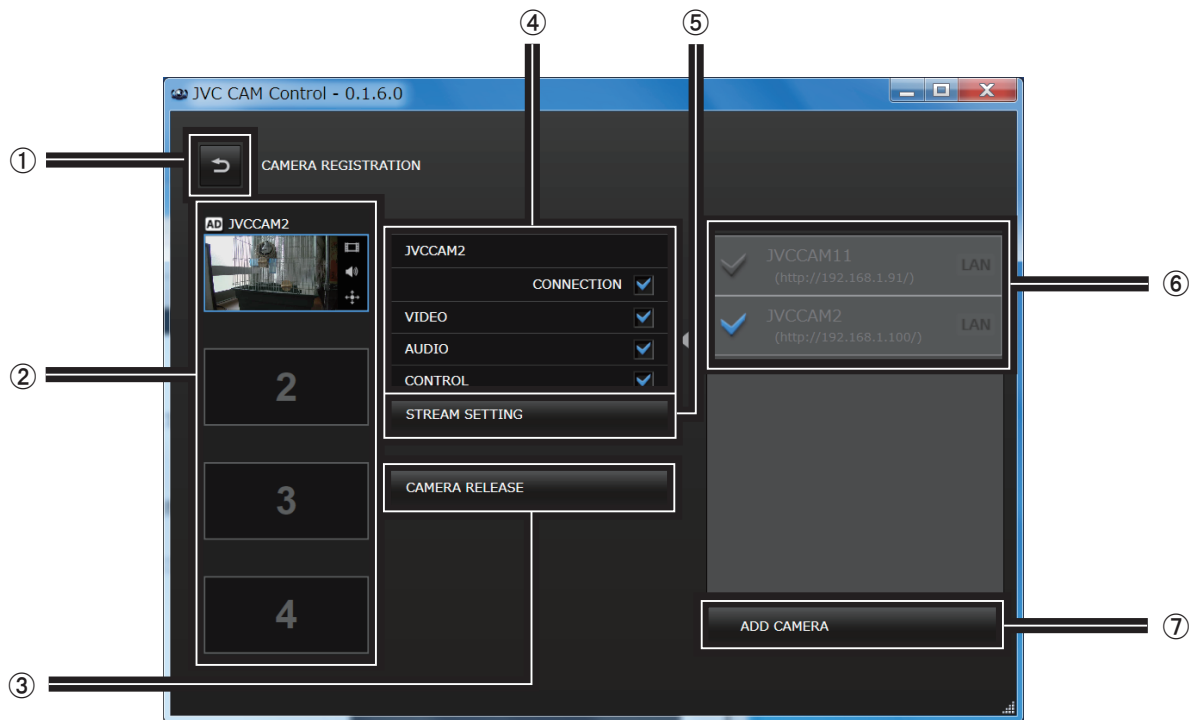 ④ ⑤
JVC CAM Control - 0.1.6.0
①
CAMERA REGISTRATION
AD JVCCAM2
JVCCAM2
CONNECTION
VIDEO
AUDIO
CONTROL
STREAM SETTING
CAMERA RELEASE
JVCCAM11
(http://192.168.1.91/)
LAN
JVCCAM2
(http://192.168.1.100/)
LAN
⑥
②
2
3
4
ADD CAMERA
⑦
③